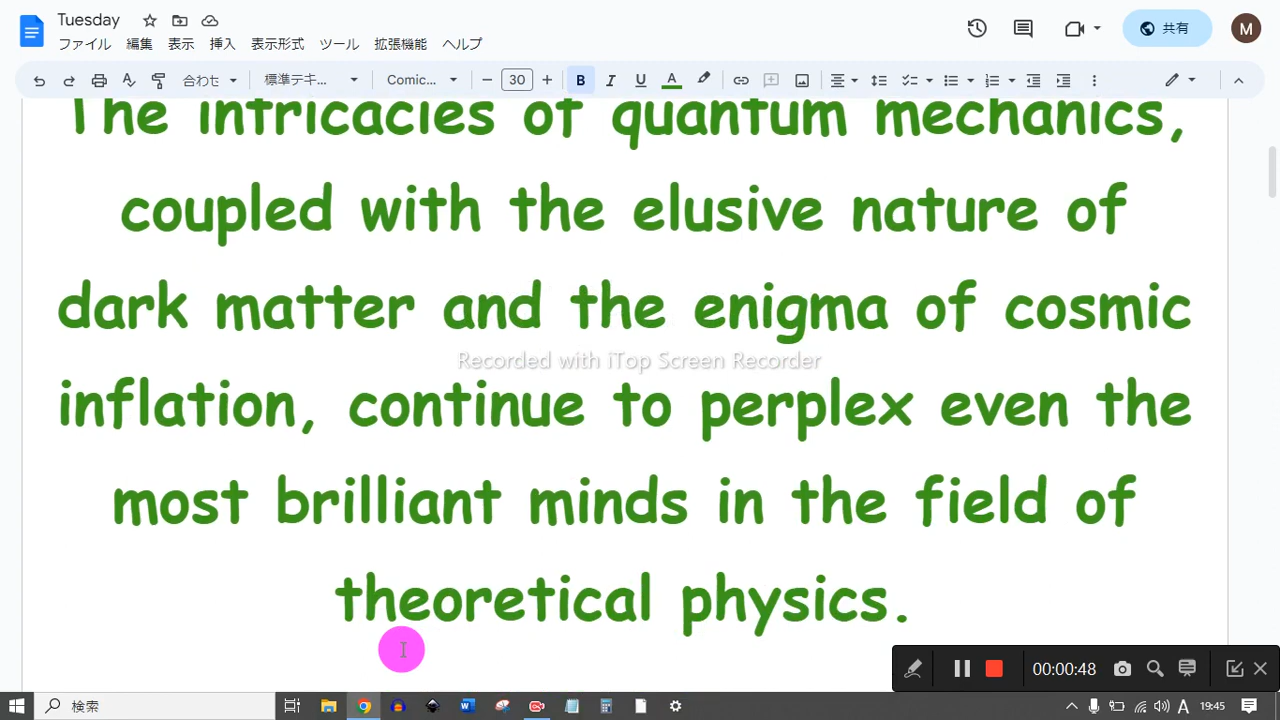 Tuesday
共有
M
ファイル 編集 表示 挿入 表示形式 ツール 拡張機能 ヘルプ
合わせ 標準テキ... Comic... 30 B I U A
The intricacies of quantum mechanics,
coupled with the elusive nature of
dark matter and the enigma of cosmic
Recorded with iTop Screen Recorder
inflation, continue to perplex even the
most brilliant minds in the field of
theoretical physics.
00:00:48
検索
A 19:45